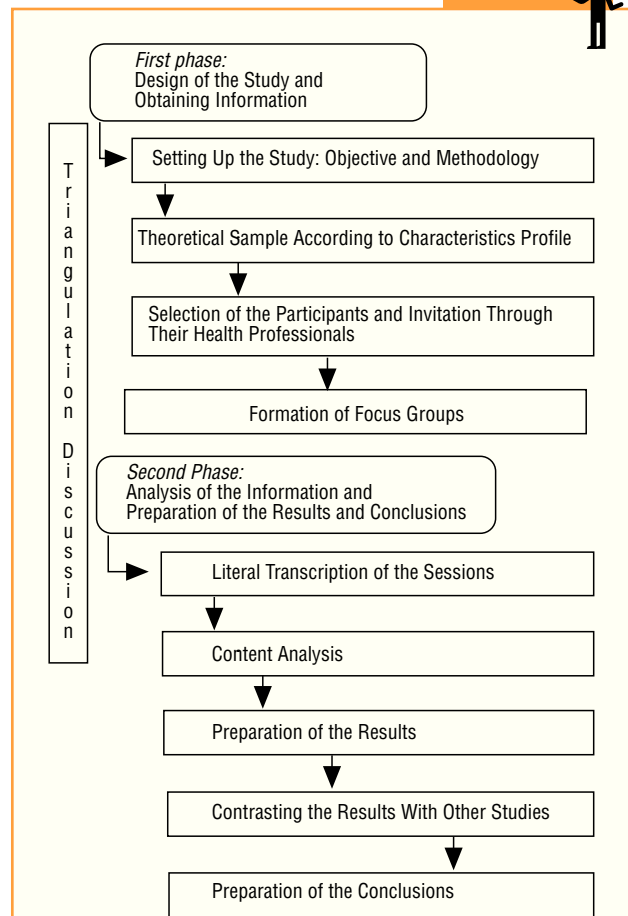 First phase:
Design of the Study and
Obtaining Information
Triangulation Discussion
Setting Up the Study: Objective and Methodology
Theoretical Sample According to Characteristics Profile
Selection of the Participants and Invitation Through
Their Health Professionals
Formation of Focus Groups
Second Phase:
Analysis of the Information and
Preparation of the Results and Conclusions
Literal Transcription of the Sessions
Content Analysis
Preparation of the Results
Contrasting the Results With Other Studies
Preparation of the Conclusions